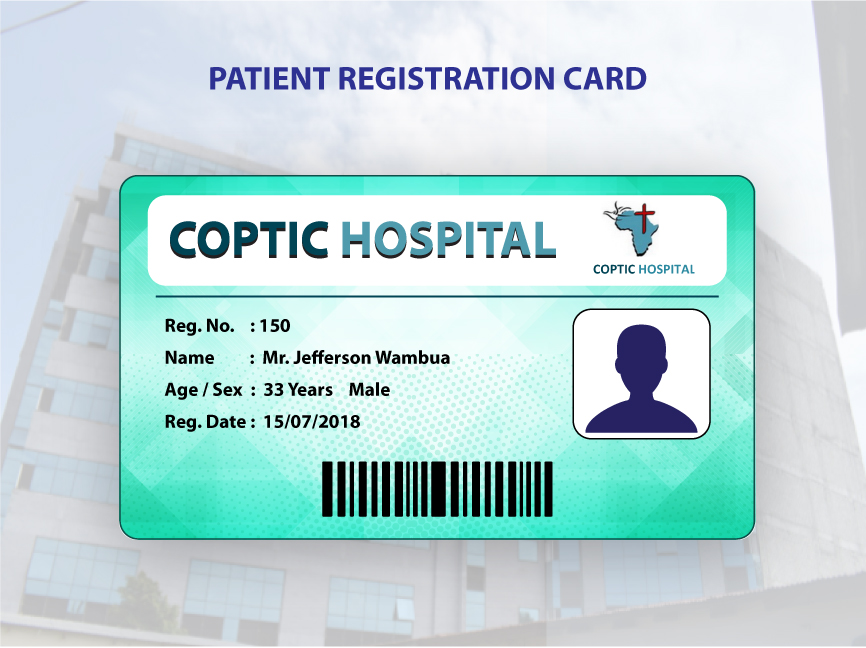 PATIENT REGISTRATION CARD
COPTIC HOSPITAL
COPTIC HOSPITAL
Reg. No. : 150
Name : Mr. Jefferson Wambua
Age / Sex : 33 Years Male
Reg. Date : 15/07/2018